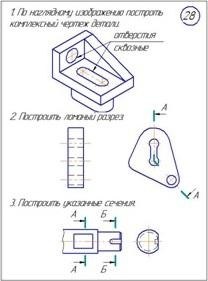 1. По наглядному изображению построить
комплексный чертеж детали.
28
отверстия
сквозные
2. Построить ломаный разрез.
А
А
3. Построить указанные сечения.
А Б
А Б